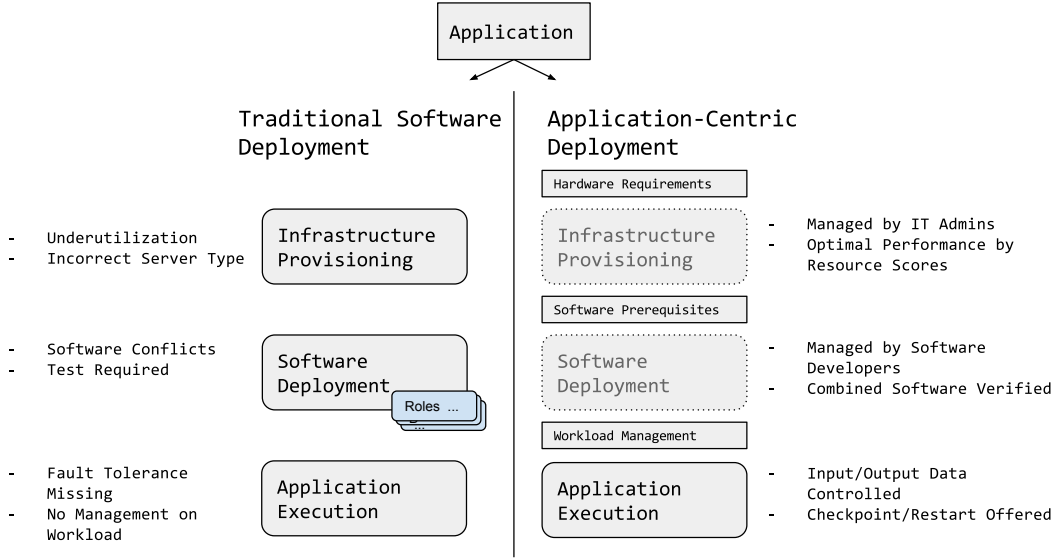 Application
Traditional Software
Deployment
- Underutilization
- Incorrect Server Type
Infrastructure
Provisioning
- Software Conflicts
- Test Required
Software
Deployment
Roles ...
...
- Fault Tolerance
Missing
- No Management on
Workload
Application
Execution
Application-Centric
Deployment
Hardware Requirements
Infrastructure
Provisioning
- Managed by IT Admins
- Optimal Performance by
Resource Scores
Software Prerequisites
Software
Deployment
- Managed by Software
Developers
- Combined Software Verified
Workload Management
Application
Execution
- Input/Output Data
Controlled
- Checkpoint/Restart Offered